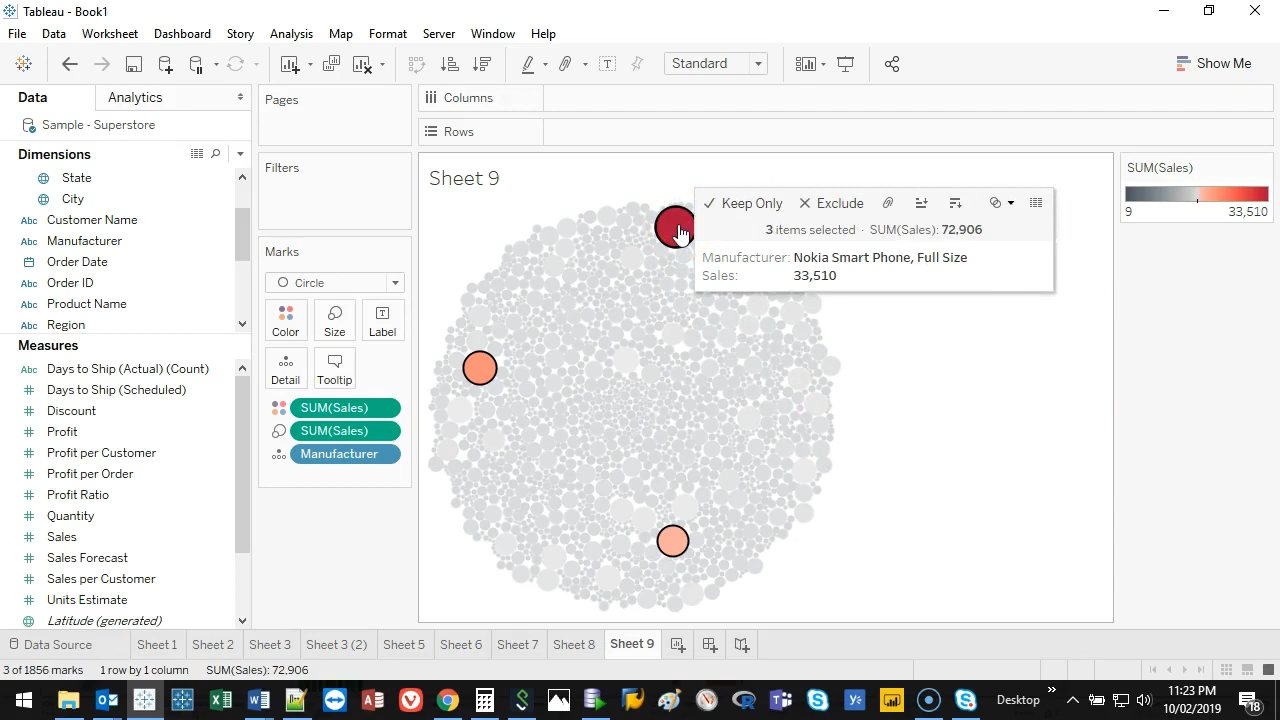 Tableau - Book1
File Data Worksheet Dashboard Story Analysis Map Format Server Window Help
Standard
Show Me
Data
Analytics
Sample - Superstore
Dimensions
State
City
Abc Customer Name
Abc Manufacturer
Order Date
Abc Order ID
Abc Product Name
Abc Region
Measures
Abc Days to Ship (Actual) (Count)
# Days to Ship (Scheduled)
# Discount
# Profit
# Profit per Customer
# Profit per Order
# Profit Ratio
# Quantity
# Sales
# Sales Forecast
# Sales per Customer
# Units Estimate
Latitude (generated)
Pages
Filters
Marks
Circle
Color
Size
Label
Detail
Tooltip
SUM(Sales)
SUM(Sales)
Manufacturer
Columns
Rows
Sheet 9
Keep Only Exclude
3 items selected · SUM(Sales): 72,906
Manufacturer: Nokia Smart Phone, Full Size
Sales: 33,510
SUM(Sales)
9 33,510
Data Source Sheet 1 Sheet 2 Sheet 3 Sheet 3 (2) Sheet 5 Sheet 6 Sheet 7 Sheet 8 Sheet 9
3 of 1856 marks 1 row by 1 column SUM(Sales): 72,906
Desktop
11:23 PM
10/02/2019
18